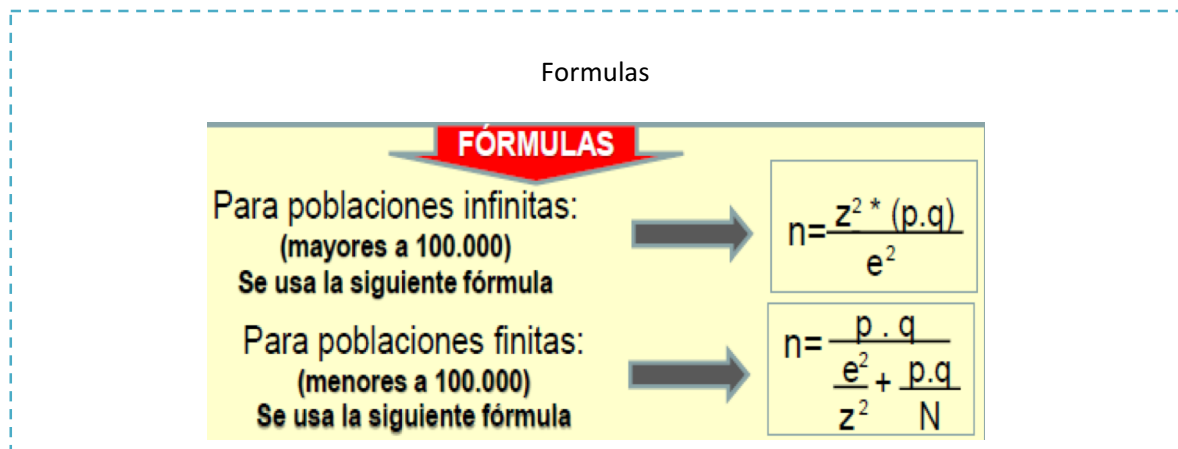 Formulas
FÓRMULAS
Para poblaciones infinitas:
(mayores a 100.000)
Se usa la siguiente fórmula
n= z² * (p.q) / e²
Para poblaciones finitas:
(menores a 100.000)
Se usa la siguiente fórmula
n= p . q / (e²/z² + p.q/N)